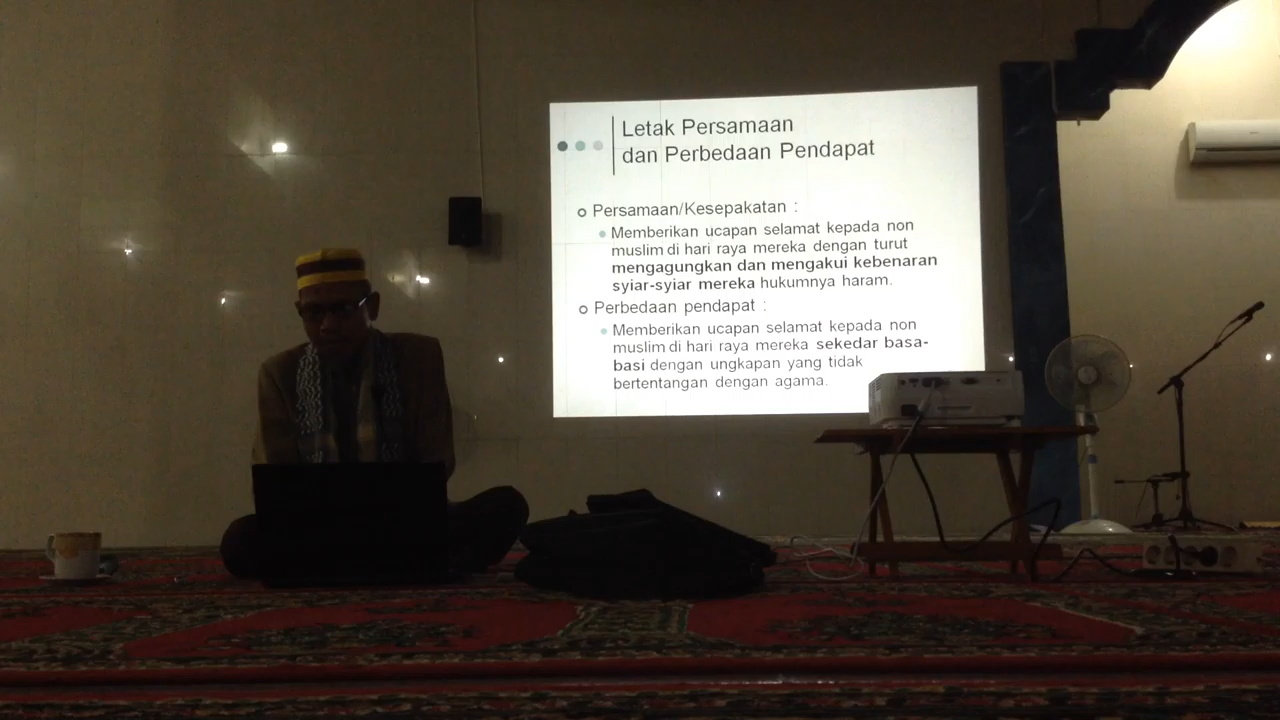 Letak Persamaan
dan Perbedaan Pendapat
Persamaan/Kesepakatan :
Memberikan ucapan selamat kepada non
muslim di hari raya mereka dengan turut
mengagungkan dan mengakui kebenaran
syiar-syiar mereka hukumnya haram.
Perbedaan pendapat :
Memberikan ucapan selamat kepada non
muslim di hari raya mereka sekedar basa-
basi dengan ungkapan yang tidak
bertentangan dengan agama.